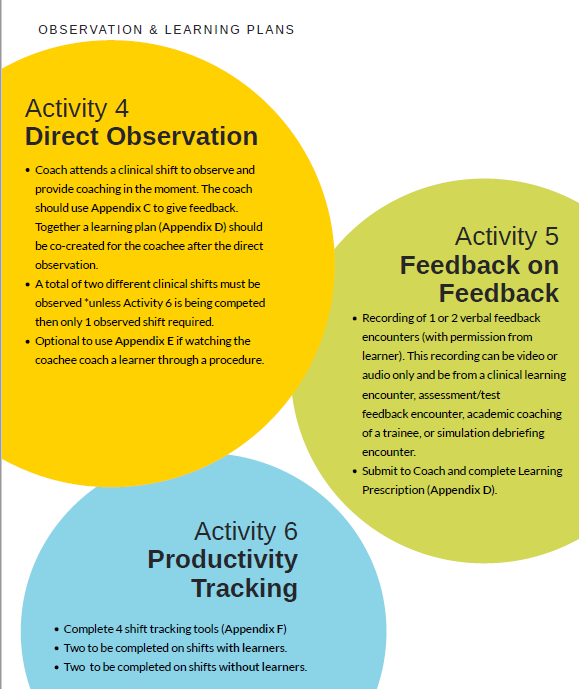 OBSERVATION & LEARNING PLANS
Activity 4
Direct Observation
• Coach attends a clinical shift to observe and
provide coaching in the moment. The coach
should use Appendix C to give feedback.
Together a learning plan (Appendix D) should
be co-created for the coachee after the direct
observation.
• A total of two different clinical shifts must be
observed *unless Activity 6 is being competed
then only 1 observed shift required.
• Optional to use Appendix E if watching the
coachee coach a learner through a procedure.
Activity 5
Feedback on
Feedback
• Recording of 1 or 2 verbal feedback
encounters (with permission from
learner). This recording can be video or
audio only and be from a clinical learning
encounter, assessment/test
feedback encounter, academic coaching
of a trainee, or simulation debriefing
encounter.
• Submit to Coach and complete Learning
Prescription (Appendix D).
Activity 6
Productivity
Tracking
• Complete 4 shift tracking tools (Appendix F)
• Two to be completed on shifts with learners.
• Two to be completed on shifts without learners.